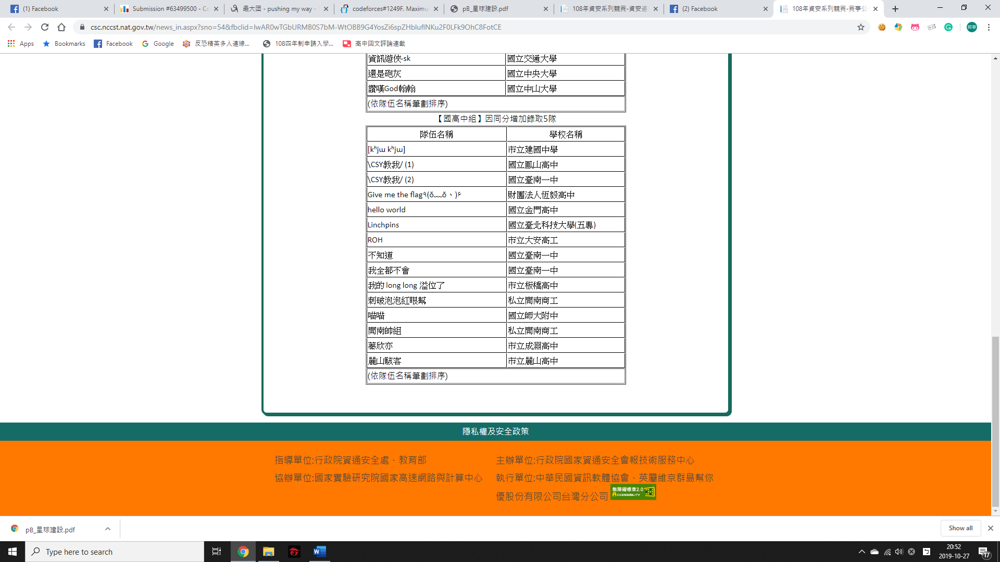 (1) Facebook
Submission #63499500 - Co
最大团 - pushing my way -
codeforces#1249F. Maximu
pB_星球建設.pdf
108年資安系列競賽-資安連
(2) Facebook
108年資安系列競賽-賽事公
csc.nccst.nat.gov.tw/news_in.aspx?sno=54&fbclid=IwAR0wTGbURMB0S7bM-WtOBB9G4YosZi6spZHbluflNKu2F0LFk9OhC8FotCE
邦寧
Apps
Bookmarks
Facebook
Google
反恐精英多人連線...
108四年制申請入學...
高中國文評論連載
資訊遊俠-sk 國立交通大學
還是砲灰 國立中央大學
讚嘆God翰翰 國立中山大學
(依隊伍名稱筆劃排序)
【國高中組】因同分增加錄取5隊
隊伍名稱 學校名稱
[kʰjɯ kʰjɯ] 市立建國中學
\CSY教我/ (1) 國立鳳山高中
\CSY教我/ (2) 國立臺南一中
Give me the flag٩(ŏ﹏ŏ、)۶ 財團法人恆毅高中
hello world 國立金門高中
Linchpins 國立臺北科技大學(五專)
ROH 市立大安高工
不知道 國立臺南一中
我全都不會 國立臺南一中
我的 long long 溢位了 市立板橋高中
刺破泡泡紅眼幫 私立開南商工
喵喵 國立師大附中
開南帥組 私立開南商工
蓁欣亦 市立成淵高中
麗山駭客 市立麗山高中
(依隊伍名稱筆劃排序)
隱私權及安全政策
指導單位:行政院資通安全處、教育部
主辦單位:行政院國家資通安全會報技術服務中心
協辦單位:國家實驗研究院國家高速網路與計算中心
執行單位:中華民國資訊軟體協會、英屬維京群島幫你
優股份有限公司台灣分公司
無障礙標章2.0
ACCESSIBILITY
pB_星球建設.pdf
Show all
Type here to search
20:52
2019-10-27
17